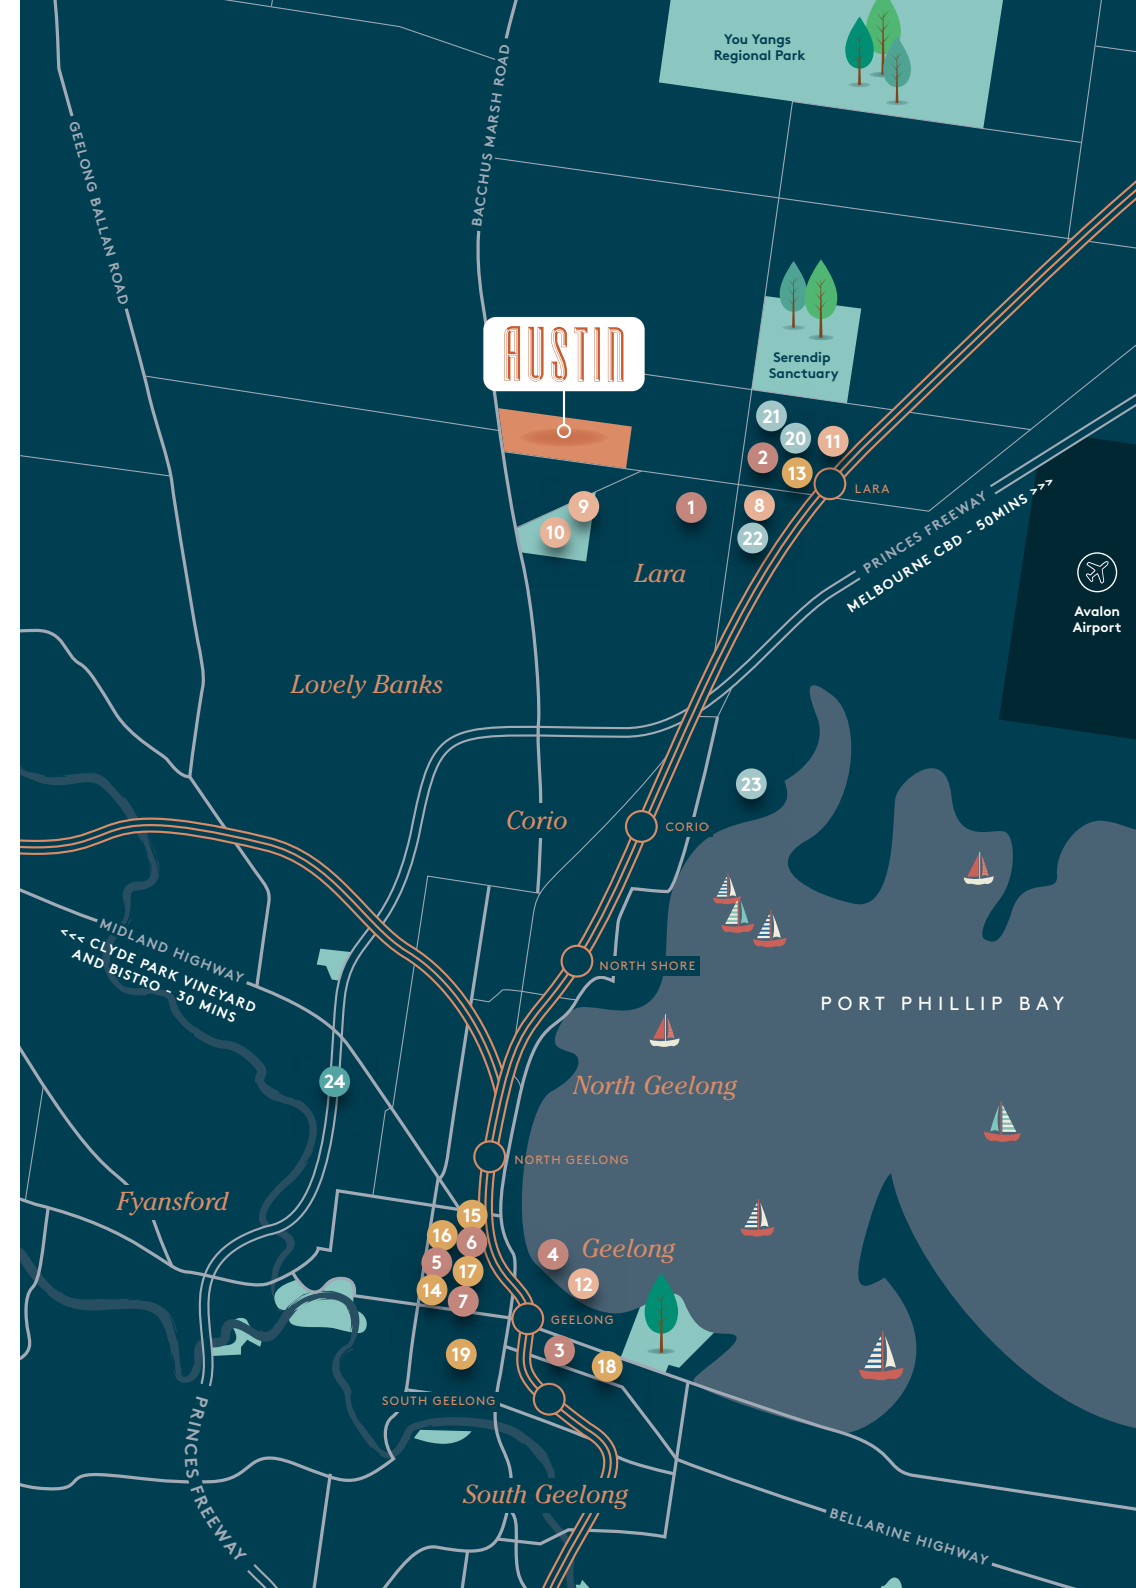 You Yangs
Regional Park
BACCHUS MARSH ROAD
GEELONG BALLAN ROAD
AUSTIN
Serendip
Sanctuary
21
20
11
2
13
LARA
9
1
8
10
22
PRINCES FREEWAY
MELBOURNE CBD - 50MINS >>>
Lara
Avalon
Airport
Lovely Banks
23
Corio
CORIO
MIDLAND HIGHWAY
<<< CLYDE PARK VINEYARD
AND BISTRO - 30 MINS
NORTH SHORE
PORT PHILLIP BAY
24
North Geelong
NORTH GEELONG
Fyansford
15
16
6
4
Geelong
5
17
12
14
7
GEELONG
19
3
18
SOUTH GEELONG
PRINCES FREEWAY
South Geelong
BELLARINE HIGHWAY